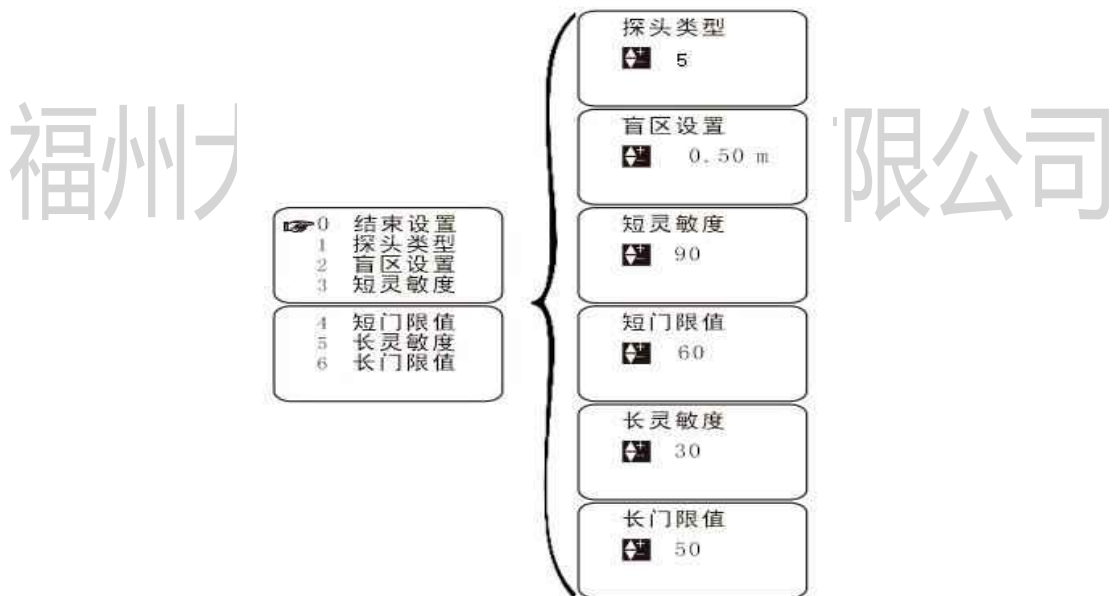 福州大
限公司
0 结束设置
1 探头类型
2 盲区设置
3 短灵敏度
4 短门限值
5 长灵敏度
6 长门限值
探头类型
5
盲区设置
0.50 m
短灵敏度
90
短门限值
60
长灵敏度
30
长门限值
50